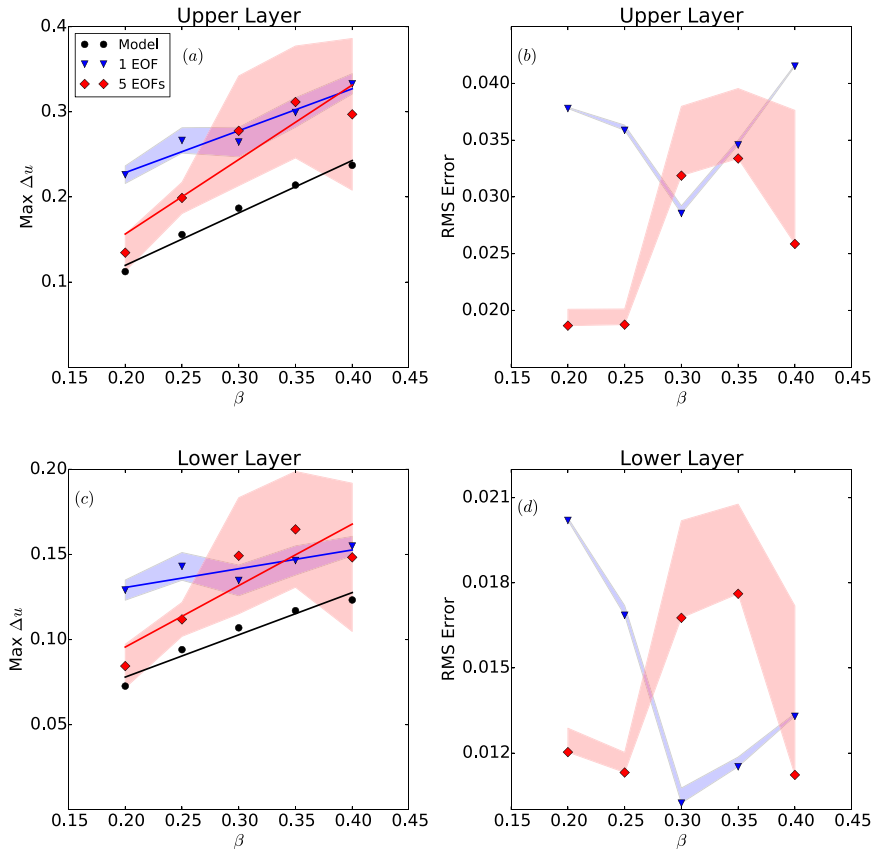 Upper Layer
(a)
Model
1 EOF
5 EOFs
Max Δu
0.4
0.3
0.2
0.1
0.15 0.20 0.25 0.30 0.35 0.40 0.45
β
Upper Layer
(b)
RMS Error
0.040
0.035
0.030
0.025
0.020
0.15 0.20 0.25 0.30 0.35 0.40 0.45
β
Lower Layer
(c)
Max Δu
0.20
0.15
0.10
0.05
0.15 0.20 0.25 0.30 0.35 0.40 0.45
β
Lower Layer
(d)
RMS Error
0.021
0.018
0.015
0.012
0.15 0.20 0.25 0.30 0.35 0.40 0.45
β